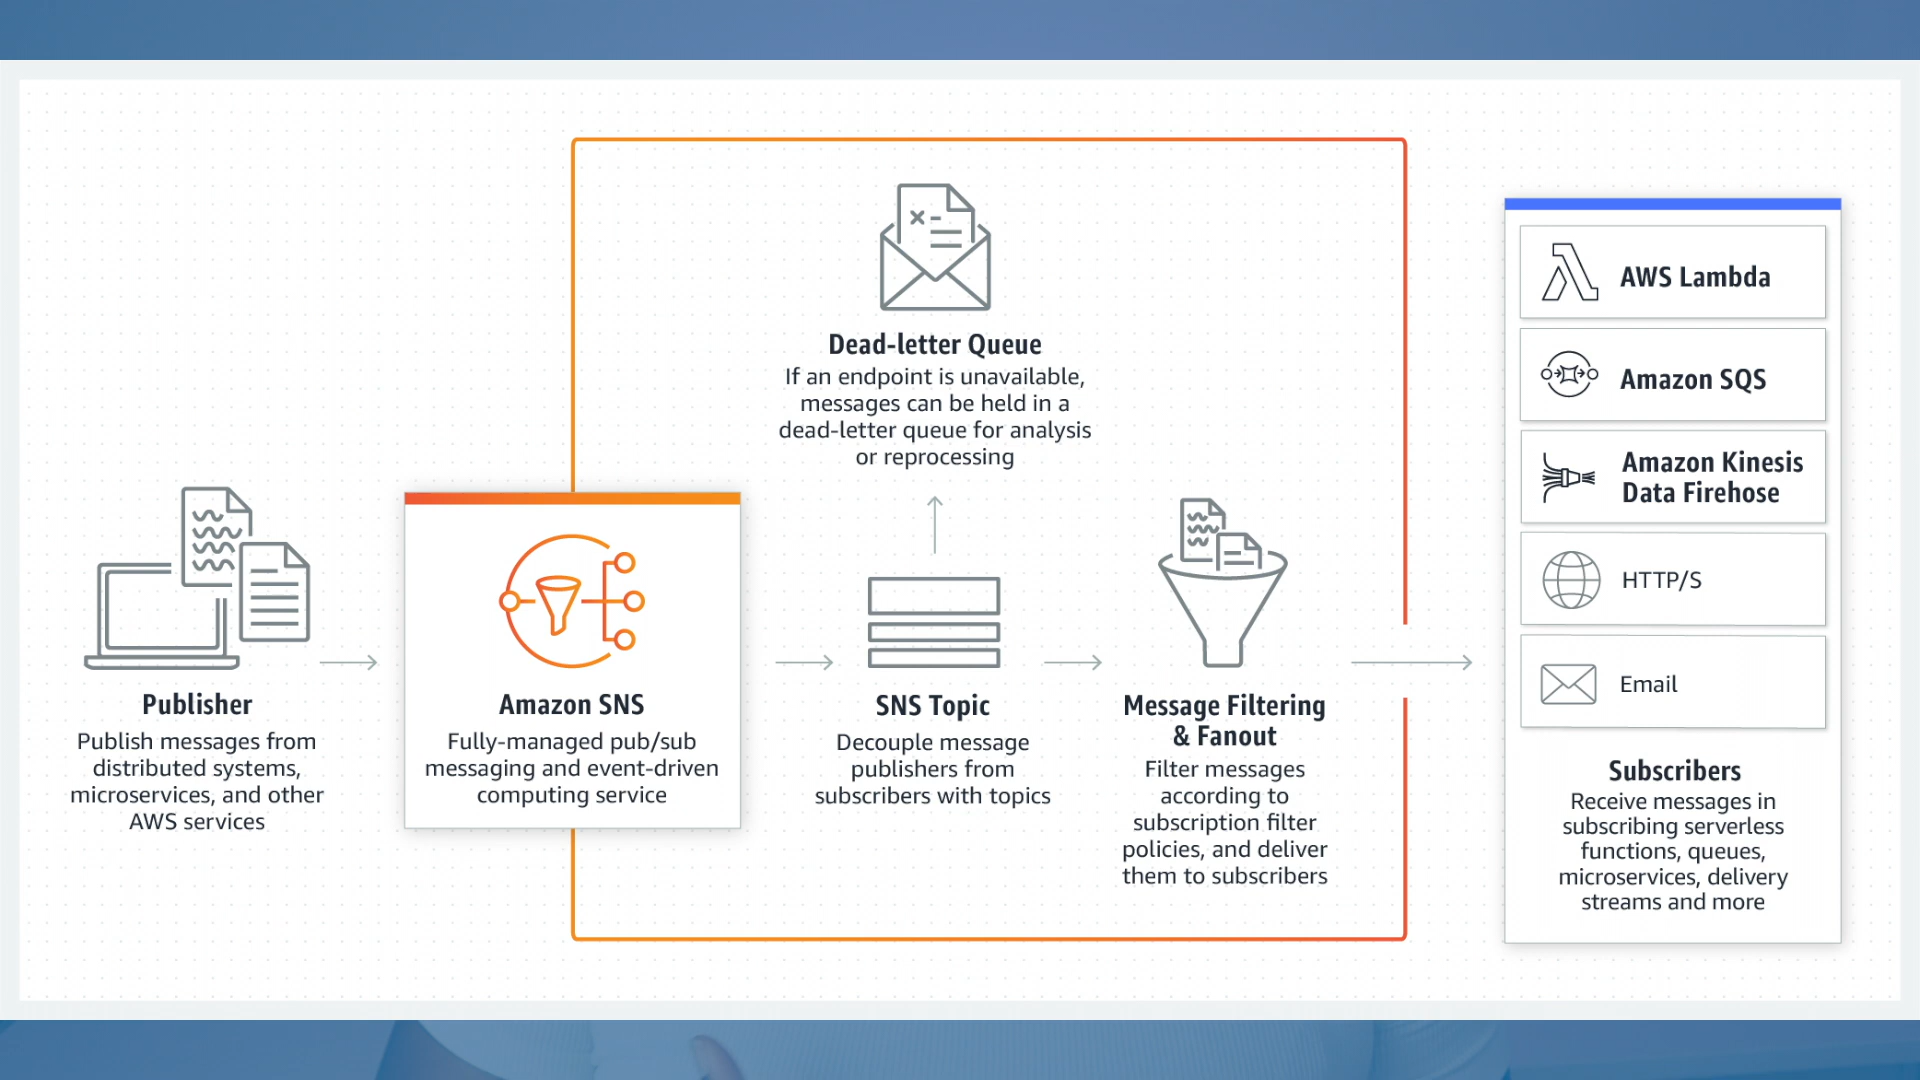 Publisher
Publish messages from
distributed systems,
microservices, and other
AWS services
Amazon SNS
Fully-managed pub/sub
messaging and event-driven
computing service
Dead-letter Queue
If an endpoint is unavailable,
messages can be held in a
dead-letter queue for analysis
or reprocessing
SNS Topic
Decouple message
publishers from
subscribers with topics
Message Filtering
& Fanout
Filter messages
according to
subscription filter
policies, and deliver
them to subscribers
AWS Lambda
Amazon SQS
Amazon Kinesis
Data Firehose
HTTP/S
Email
Subscribers
Receive messages in
subscribing serverless
functions, queues,
microservices, delivery
streams and more